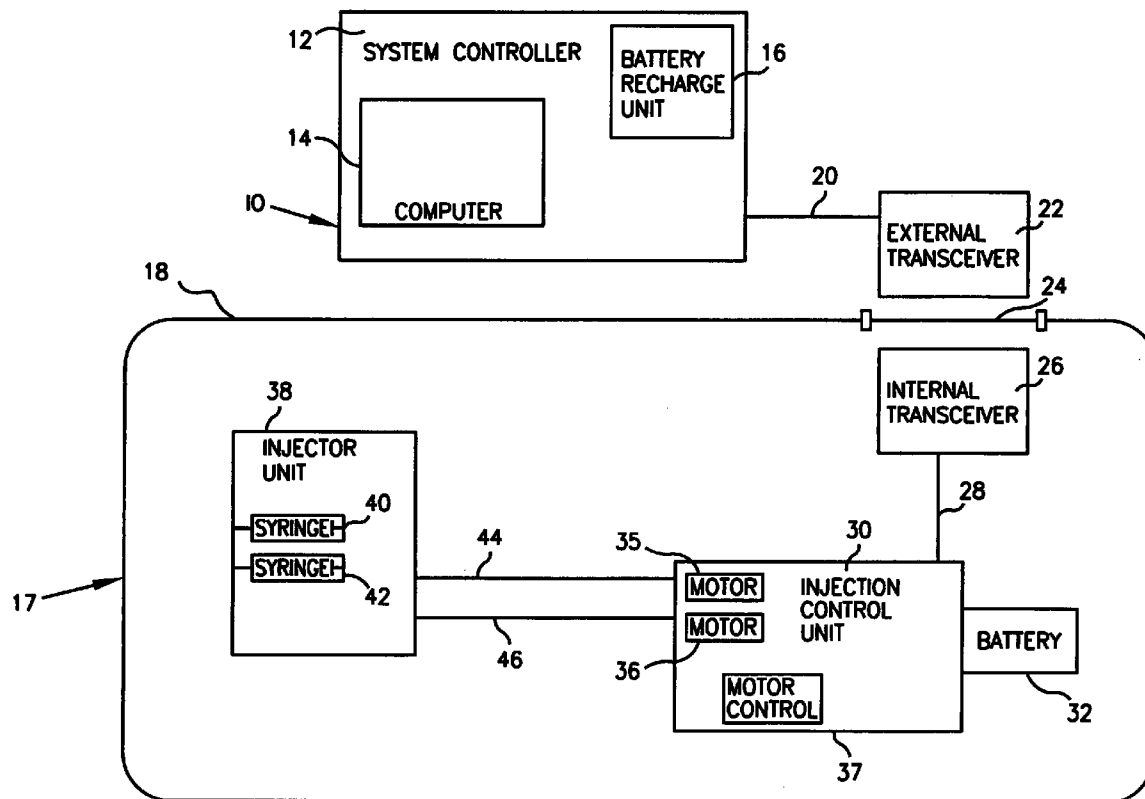 12
SYSTEM CONTROLLER
BATTERY
RECHARGE
UNIT
16
14
COMPUTER
10
20
22
EXTERNAL
TRANSCEIVER
18
24
26
INTERNAL
TRANSCEIVER
38
INJECTOR
UNIT
28
SYRINGE
40
SYRINGE
42
44
35
30
MOTOR
INJECTION
CONTROL
UNIT
17
46
MOTOR
36
BATTERY
MOTOR
CONTROL
32
37